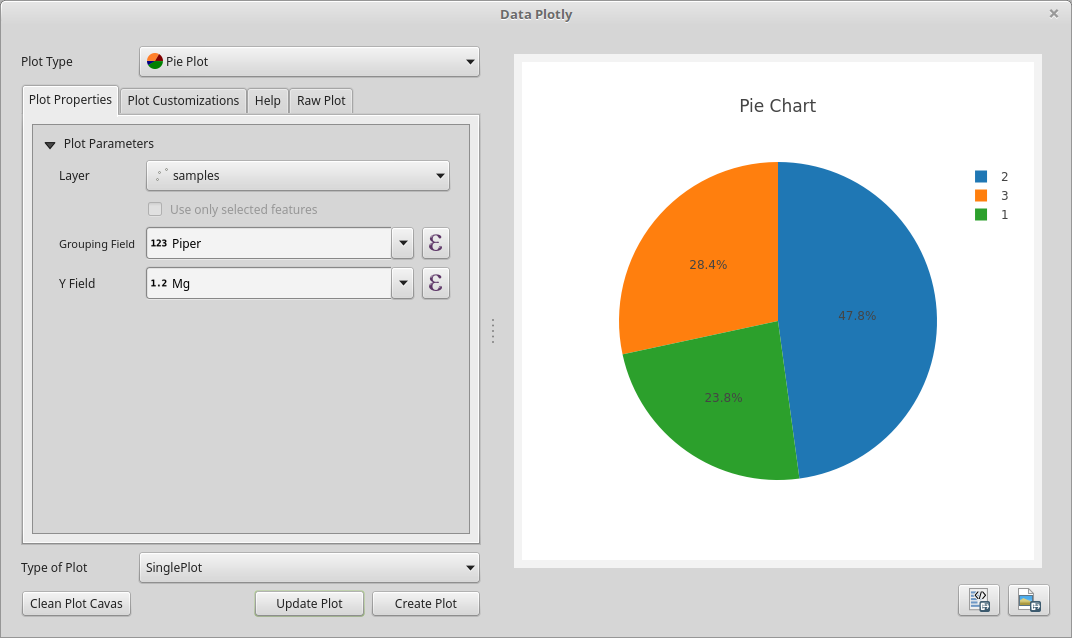 Data Plotly
Plot Type
Pie Plot
Plot Properties
Plot Customizations
Help
Raw Plot
Plot Parameters
Layer
samples
Use only selected features
Grouping Field
123 Piper
Y Field
1.2 Mg
Type of Plot
SinglePlot
Clean Plot Cavas
Update Plot
Create Plot
Pie Chart
2
3
1
28.4%
47.8%
23.8%